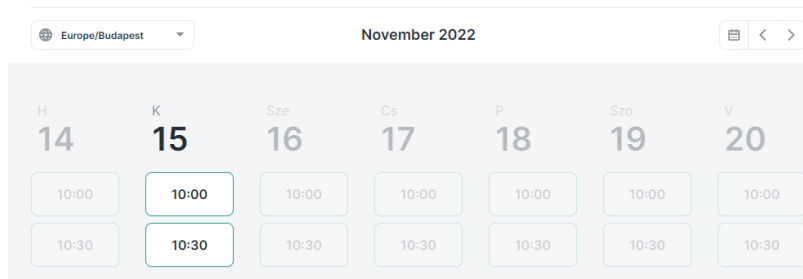 Europe/Budapest
November 2022
H K Sze Cs P Szo V
14 15 16 17 18 19 20
10:00 10:00 10:00 10:00 10:00 10:00 10:00
10:30 10:30 10:30 10:30 10:30 10:30 10:30